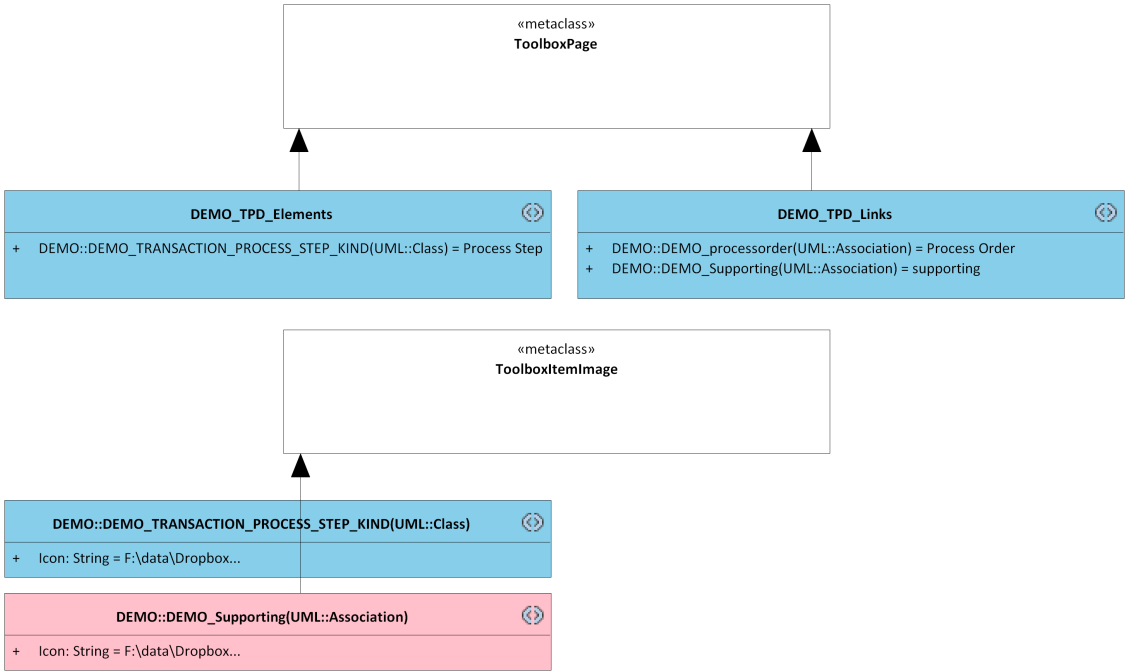 «metaclass»
ToolboxPage
DEMO_TPD_Elements
+ DEMO::DEMO_TRANSACTION_PROCESS_STEP_KIND(UML::Class) = Process Step
DEMO_TPD_Links
+ DEMO::DEMO_processorder(UML::Association) = Process Order
+ DEMO::DEMO_Supporting(UML::Association) = supporting
«metaclass»
ToolboxItemImage
DEMO::DEMO_TRANSACTION_PROCESS_STEP_KIND(UML::Class)
+ Icon: String = F:\data\Dropbox...
DEMO::DEMO_Supporting(UML::Association)
+ Icon: String = F:\data\Dropbox...